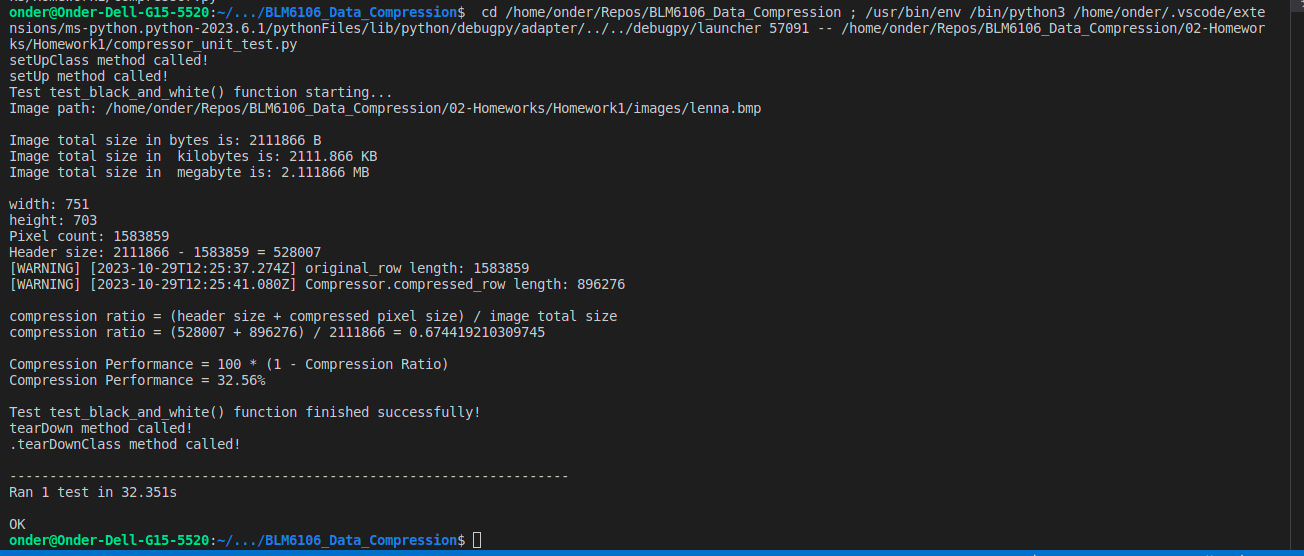 onder@Onder-Dell-G15-5520:~/.../BLM6106_Data_Compression$  cd /home/onder/Repos/BLM6106_Data_Compression ; /usr/bin/env /bin/python3 /home/onder/.vscode/exte
nsions/ms-python.python-2023.6.1/pythonFiles/lib/python/debugpy/adapter/../../debugpy/launcher 57091 -- /home/onder/Repos/BLM6106_Data_Compression/02-Homewor
ks/Homework1/compressor_unit_test.py
setUpClass method called!
setUp method called!
Test test_black_and_white() function starting...
Image path: /home/onder/Repos/BLM6106_Data_Compression/02-Homeworks/Homework1/images/lenna.bmp
Image total size in bytes is: 2111866 B
Image total size in  kilobytes is: 2111.866 KB
Image total size in  megabyte is: 2.111866 MB
width: 751
height: 703
Pixel count: 1583859
Header size: 2111866 - 1583859 = 528007
[WARNING] [2023-10-29T12:25:37.274Z] original_row length: 1583859
[WARNING] [2023-10-29T12:25:41.080Z] Compressor.compressed_row length: 896276
compression ratio = (header size + compressed pixel size) / image total size
compression ratio = (528007 + 896276) / 2111866 = 0.674419210309745
Compression Performance = 100 * (1 - Compression Ratio)
Compression Performance = 32.56%
Test test_black_and_white() function finished successfully!
tearDown method called!
.tearDownClass method called!
----------------------------------------------------------------------
Ran 1 test in 32.351s
OK
onder@Onder-Dell-G15-5520:~/.../BLM6106_Data_Compression$